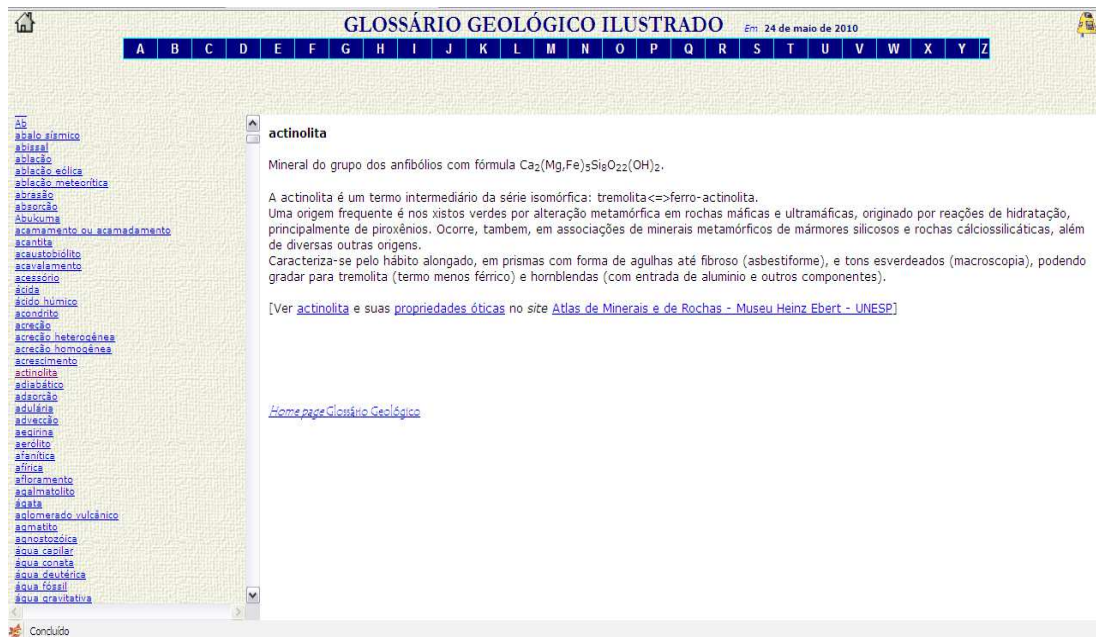 GLOSSÁRIO GEOLÓGICO ILUSTRADO Em 24 de maio de 2010
A B C D E F G H I J K L M N O P Q R S T U V W X Y Z
Ab
abalo sísmico
abissal
ablação
ablação eólica
ablação meteorítica
abrasão
absorção
Abukuma
acamamento ou acamadamento
acantita
acaustobiólito
acavalamento
acessório
ácida
ácido húmico
acondrito
acreção
acreção heterogênea
acreção homogênea
acrescimento
actinolita
adiabático
adsorção
adulária
advecção
aegirina
aerólito
afanítica
afírica
afloramento
agalmatolito
ágata
aglomerado vulcânico
agmatito
agnostozóica
água capilar
água conata
água deutérica
água fóssil
água gravitativa
actinolita
Mineral do grupo dos anfibólios com fórmula Ca2(Mg,Fe)5Si8O22(OH)2.
A actinolita é um termo intermediário da série isomórfica: tremolita<=>ferro-actinolita.
Uma origem frequente é nos xistos verdes por alteração metamórfica em rochas máficas e ultramáficas, originado por reações de hidratação,
principalmente de piroxênios. Ocorre, tambem, em associações de minerais metamórficos de mármores silicosos e rochas cálciossilicáticas, além
de diversas outras origens.
Caracteriza-se pelo hábito alongado, em prismas com forma de agulhas até fibroso (asbestiforme), e tons esverdeados (macroscopia), podendo
gradar para tremolita (termo menos férrico) e hornblendas (com entrada de aluminio e outros componentes).
[Ver actinolita e suas propriedades óticas no site Atlas de Minerais e de Rochas - Museu Heinz Ebert - UNESP]
Home page Glossário Geológico
Concluído